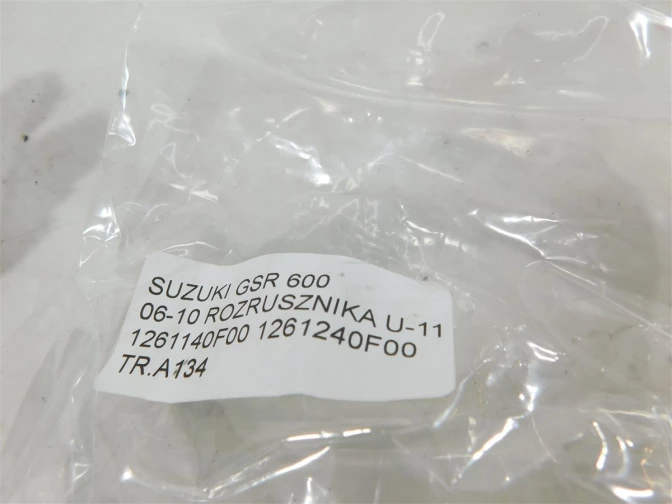 SUZUKI GSR 600
06-10 ROZRUSZNIKA U-11
1261140F00 1261240F00
TR.A134